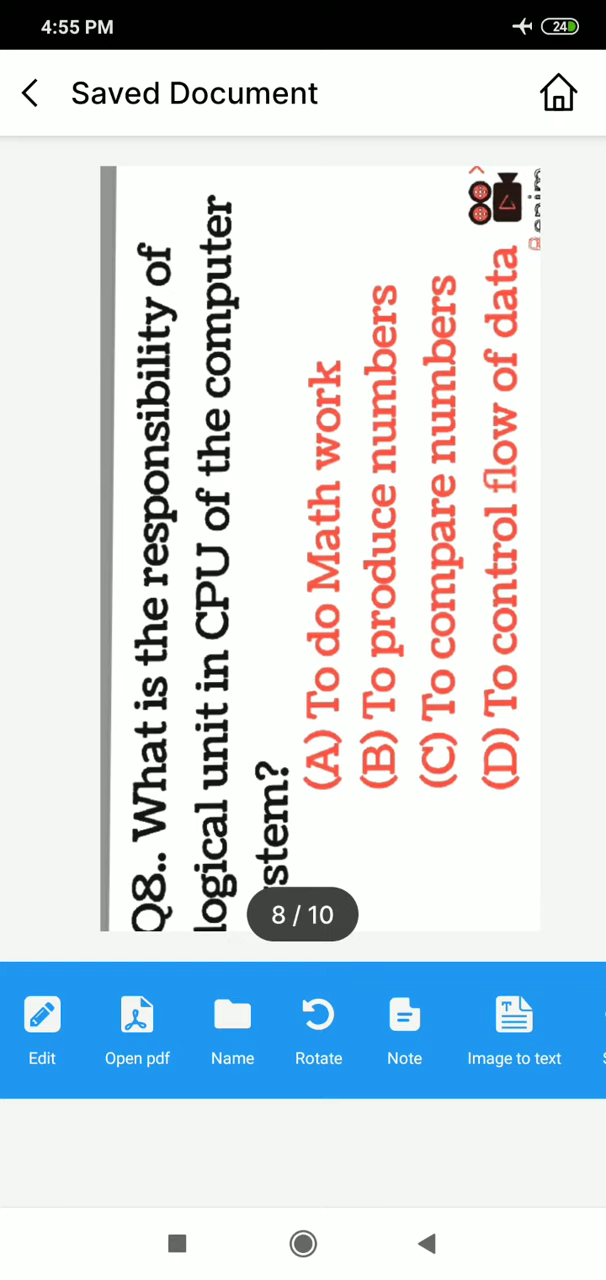 4:55 PM
24
Saved Document
Q8.. What is the responsibility of
logical unit in CPU of the computer
stem?
(A) To do Math work
(B) To produce numbers
(C) To compare numbers
(D) To control flow of data
8 / 10
Edit
Open pdf
Name
Rotate
Note
Image to text